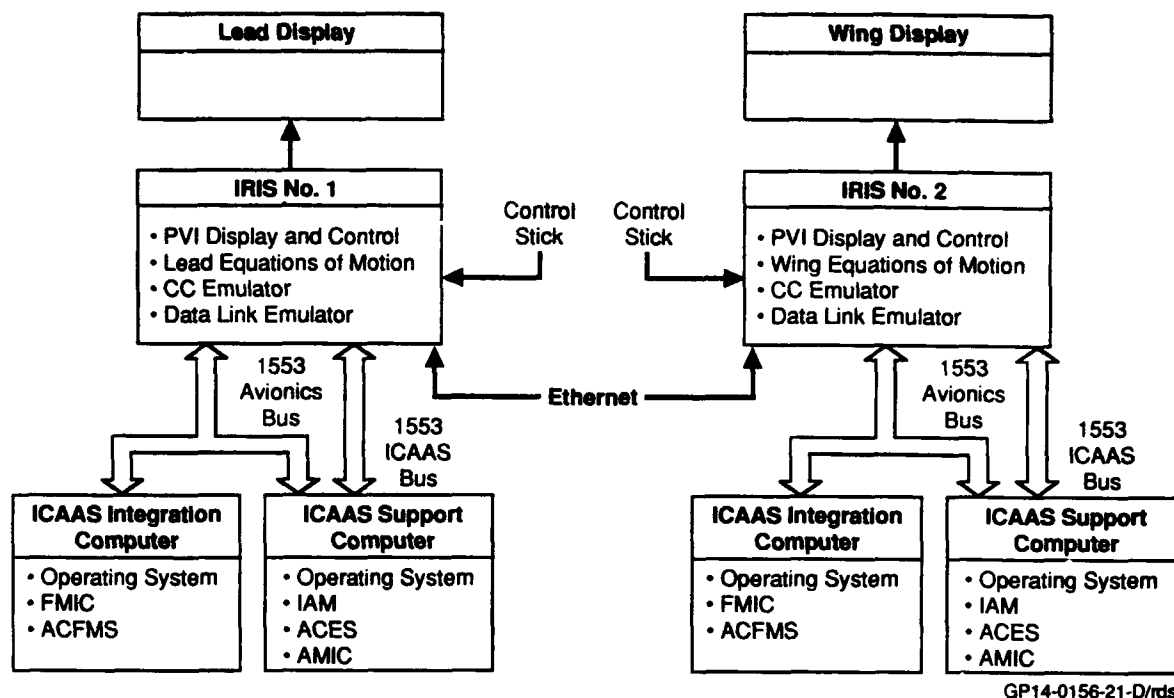 Lead Display
Wing Display
IRIS No. 1
• PVI Display and Control
• Lead Equations of Motion
• CC Emulator
• Data Link Emulator
Control
Stick
Control
Stick
IRIS No. 2
• PVI Display and Control
• Wing Equations of Motion
• CC Emulator
• Data Link Emulator
1553
Avionics
Bus
1553
ICAAS
Bus
Ethernet
1553
Avionics
Bus
1553
ICAAS
Bus
ICAAS Integration
Computer
• Operating System
• FMIC
• ACFMS
ICAAS Support
Computer
• Operating System
• IAM
• ACES
• AMIC
ICAAS Integration
Computer
• Operating System
• FMIC
• ACFMS
ICAAS Support
Computer
• Operating System
• IAM
• ACES
• AMIC
GP14-0156-21-D/rds